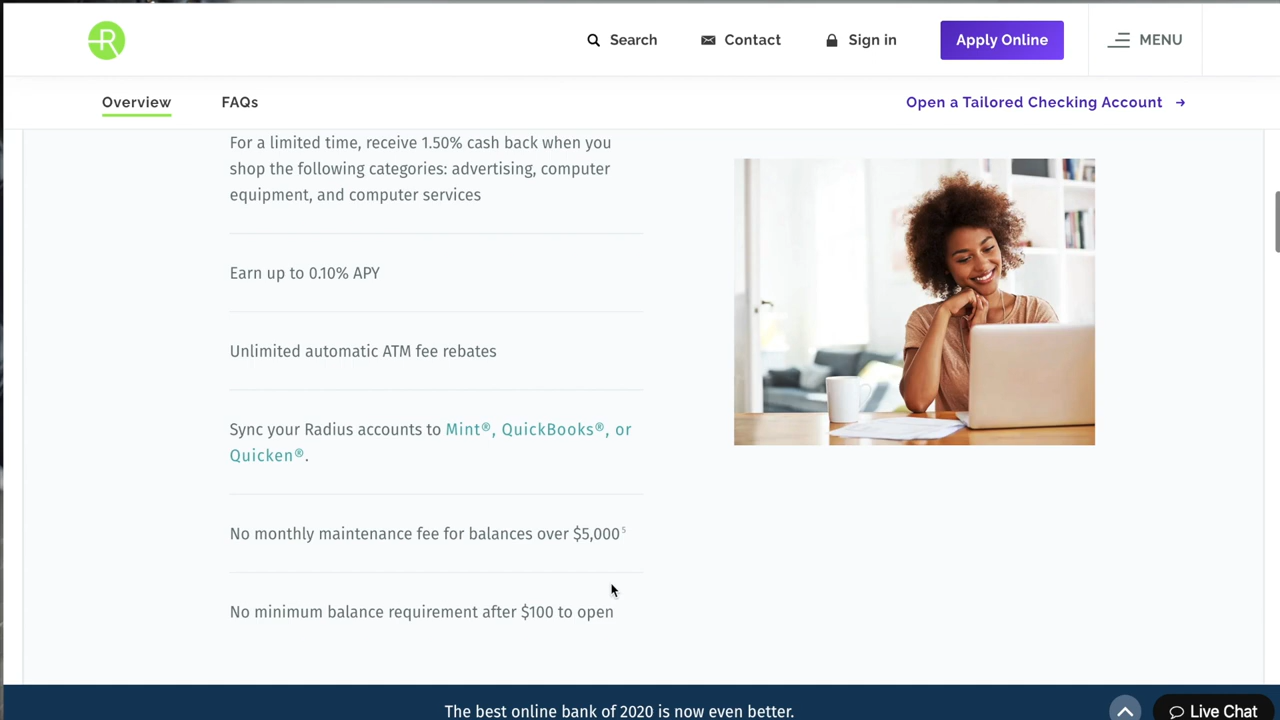 R
Search
Contact
Sign in
Apply Online
MENU
Overview
FAQs
Open a Tailored Checking Account →
For a limited time, receive 1.50% cash back when you
shop the following categories: advertising, computer
equipment, and computer services
Earn up to 0.10% APY
Unlimited automatic ATM fee rebates
Sync your Radius accounts to Mint®, QuickBooks®, or
Quicken®.
No monthly maintenance fee for balances over $5,000⁵
No minimum balance requirement after $100 to open
The best online bank of 2020 is now even better.
Live Chat